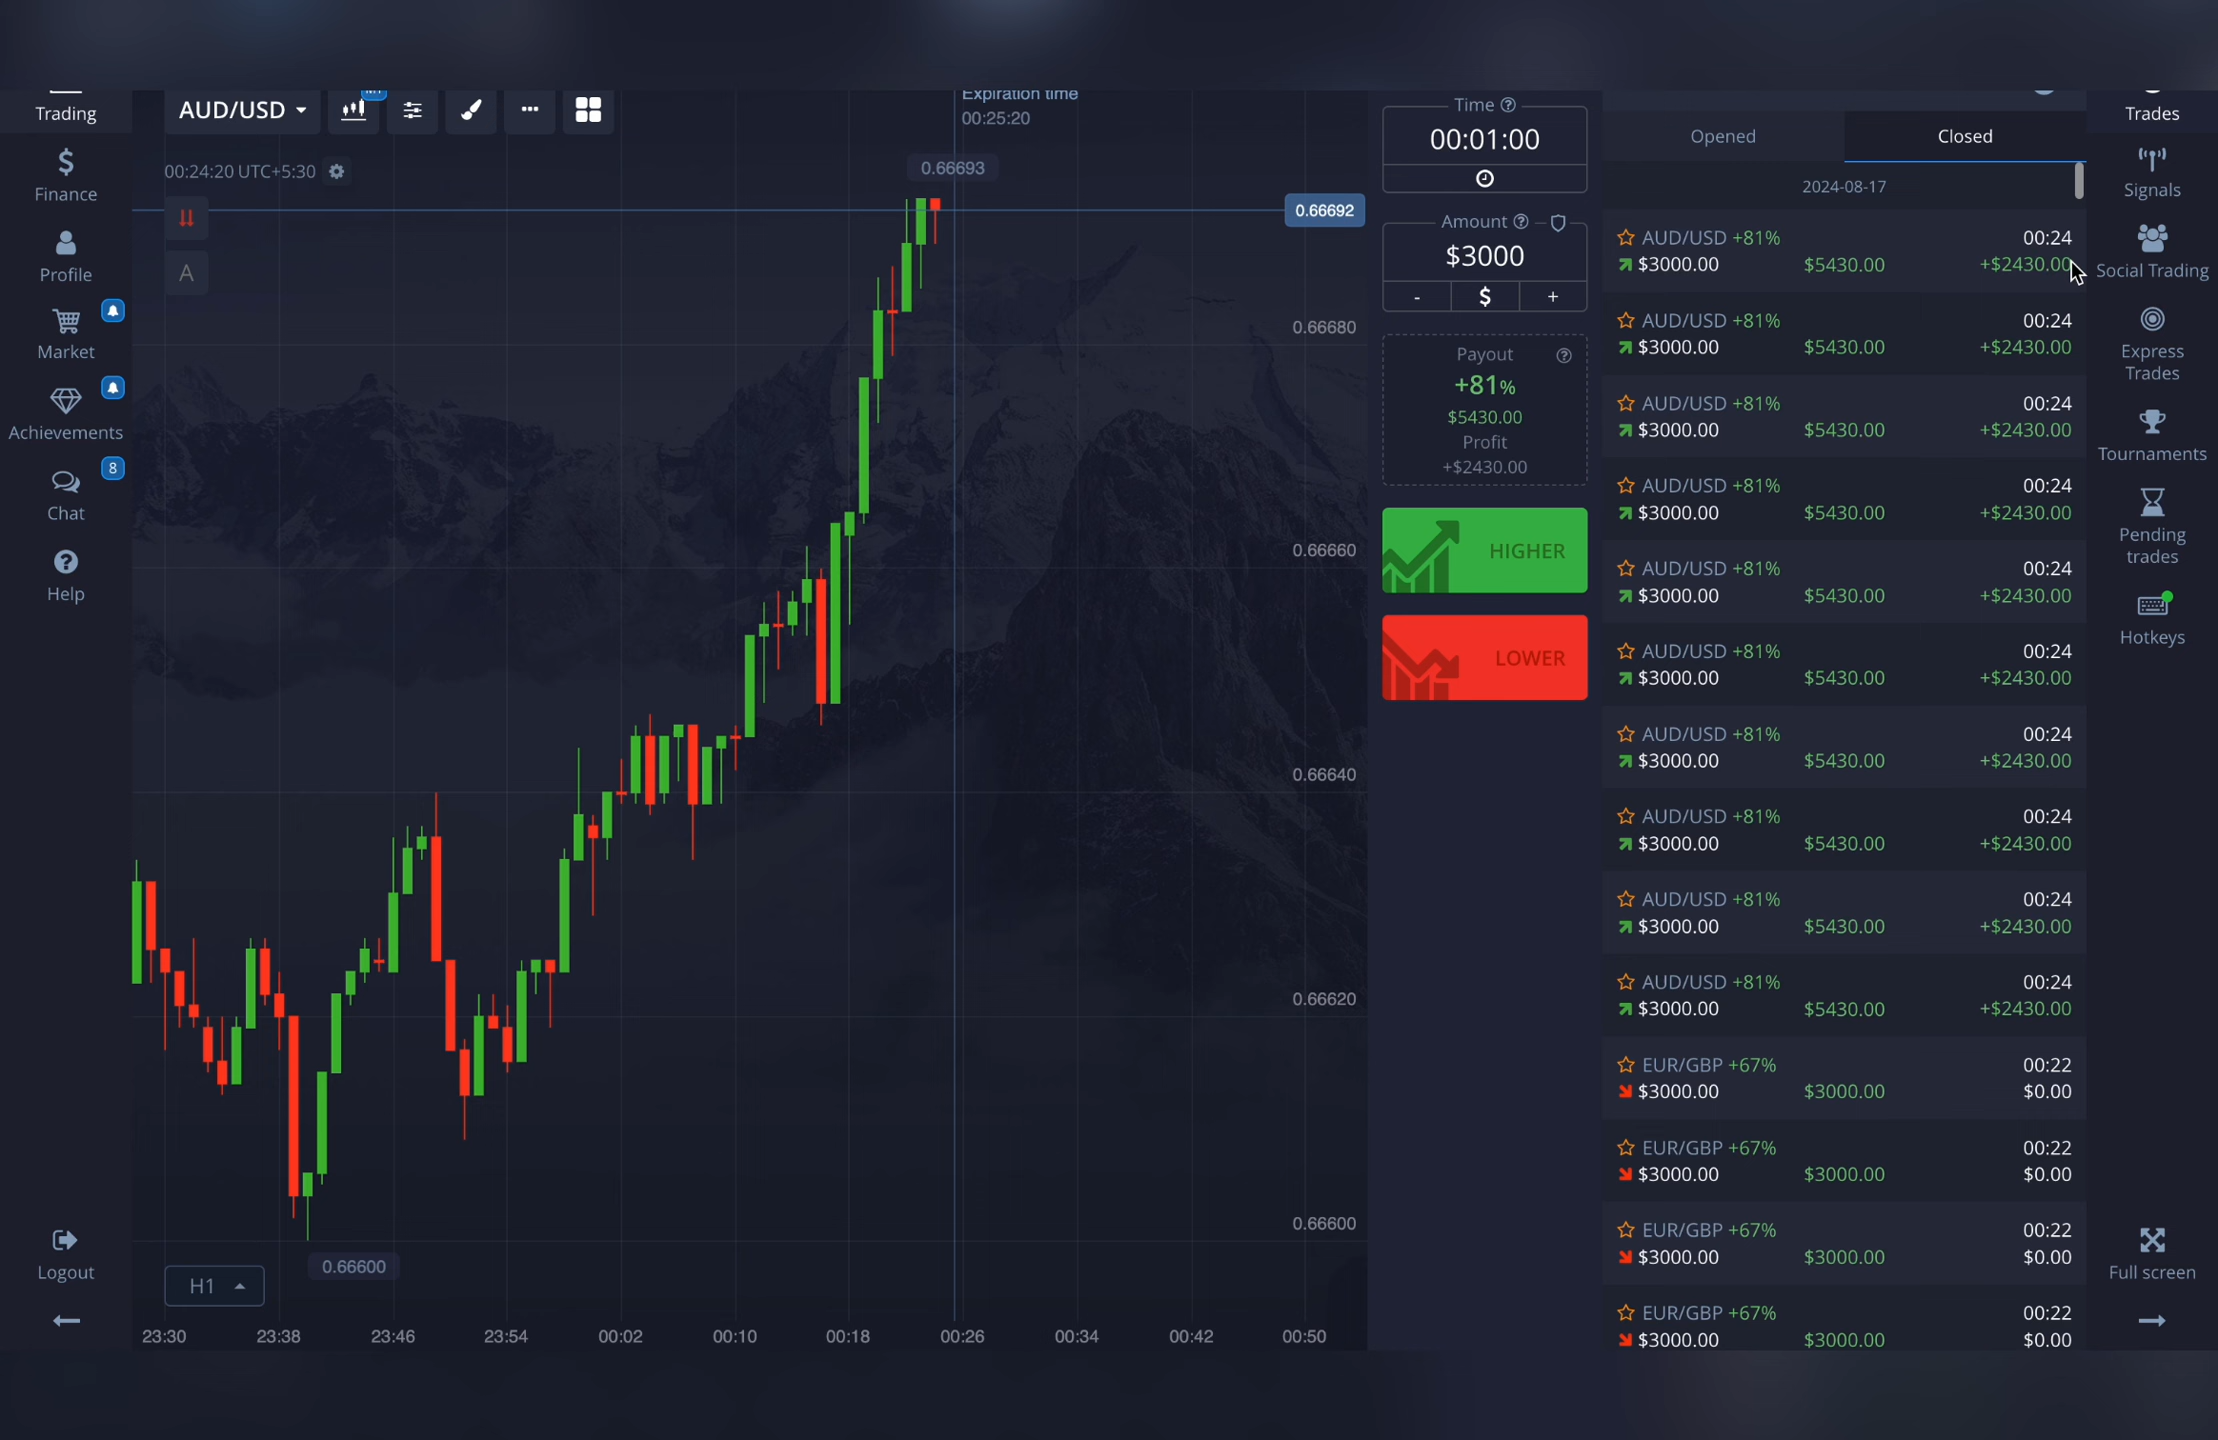 Trading
Finance
Profile
Market
Achievements
8
Chat
Help
Logout
AUD/USD
00:24:20 UTC+5:30
A
Expiration time
00:25:20
0.66693
0.66692
0.66680
0.66660
0.66640
0.66620
0.66600
0.66600
H1
23:30 23:38 23:46 23:54 00:02 00:10 00:18 00:26 00:34 00:42 00:50
Time
00:01:00
Amount
$3000
- $ +
Payout
+81%
$5430.00
Profit
+$2430.00
HIGHER
LOWER
Opened Closed
2024-08-17
AUD/USD +81% 00:24
$3000.00 $5430.00 +$2430.00
AUD/USD +81% 00:24
$3000.00 $5430.00 +$2430.00
AUD/USD +81% 00:24
$3000.00 $5430.00 +$2430.00
AUD/USD +81% 00:24
$3000.00 $5430.00 +$2430.00
AUD/USD +81% 00:24
$3000.00 $5430.00 +$2430.00
AUD/USD +81% 00:24
$3000.00 $5430.00 +$2430.00
AUD/USD +81% 00:24
$3000.00 $5430.00 +$2430.00
AUD/USD +81% 00:24
$3000.00 $5430.00 +$2430.00
AUD/USD +81% 00:24
$3000.00 $5430.00 +$2430.00
AUD/USD +81% 00:24
$3000.00 $5430.00 +$2430.00
EUR/GBP +67% 00:22
$3000.00 $3000.00 $0.00
EUR/GBP +67% 00:22
$3000.00 $3000.00 $0.00
EUR/GBP +67% 00:22
$3000.00 $3000.00 $0.00
EUR/GBP +67% 00:22
$3000.00 $3000.00 $0.00
Trades
Signals
Social Trading
Express
Trades
Tournaments
Pending
trades
Hotkeys
Full screen